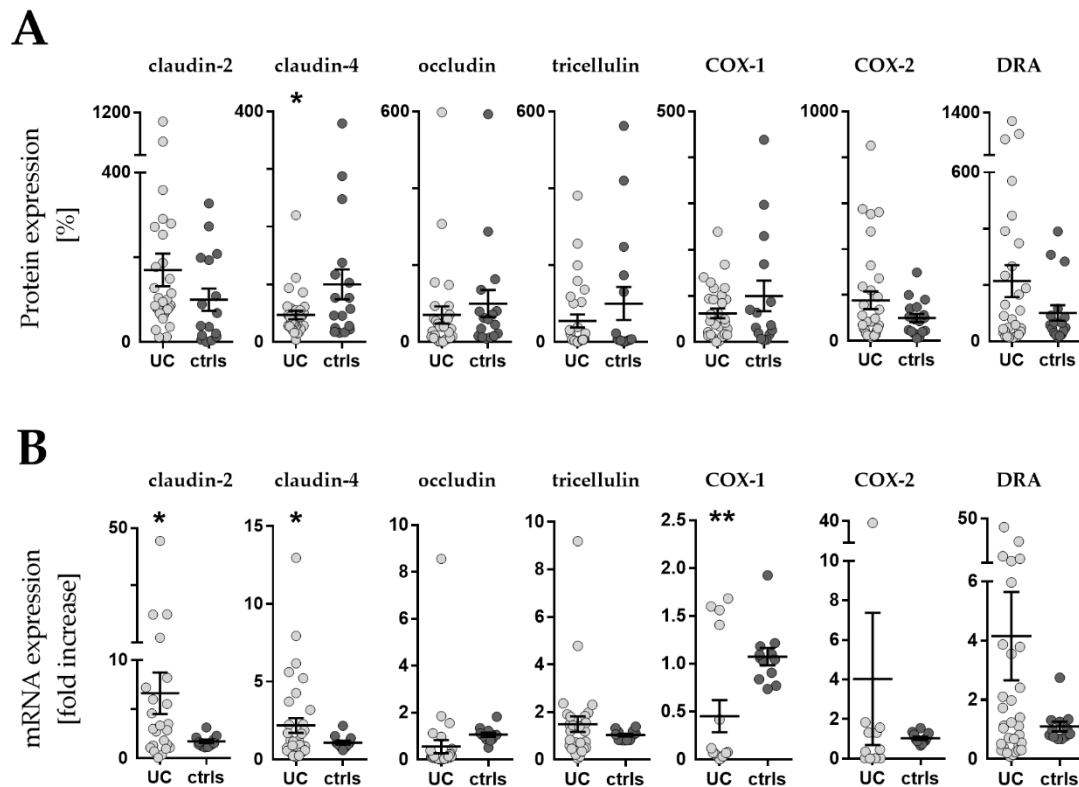 A
claudin-2 claudin-4 occludin tricellulin COX-1 COX-2 DRA
*
Protein expression
[%]
1200 400 0
400 0
600 0
600 0
500 0
1000 0
1400 600 0
UC ctrls UC ctrls UC ctrls UC ctrls UC ctrls UC ctrls UC ctrls
B
claudin-2 claudin-4 occludin tricellulin COX-1 COX-2 DRA
* * **
mRNA expression
[fold increase]
50 10 0
15 10 5 0
10 8 6 4 2 0
10 8 6 4 2 0
2.5 2.0 1.5 1.0 0.5 0.0
40 10 8 6 4 2 0
50 6 4 2 0
UC ctrls UC ctrls UC ctrls UC ctrls UC ctrls UC ctrls UC ctrls